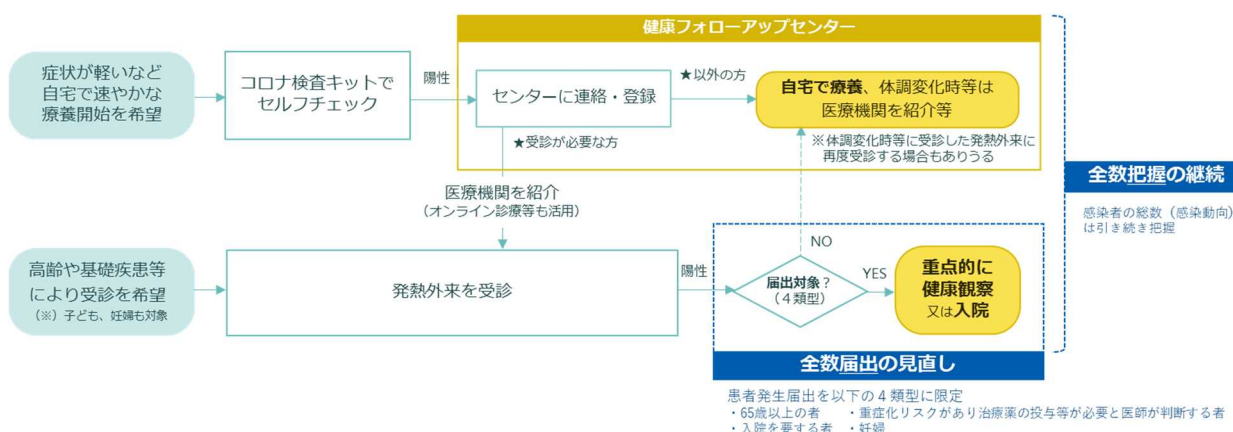 健康フォローアップセンター
症状が軽いなど
自宅で速やかな
療養開始を希望
コロナ検査キットで
セルフチェック
陽性
センターに連絡・登録
★以外の方
自宅で療養、体調変化時等は
医療機関を紹介等
※体調変化時等に受診した発熱外来に
再度受診する場合もありうる
★受診が必要な方
医療機関を紹介
（オンライン診療等も活用）
全数把握の継続
感染者の総数（感染動向）
は引き続き把握
高齢や基礎疾患等
により受診を希望
（※）子ども、妊婦も対象
発熱外来を受診
陽性
NO
届出対象？
（４類型）
YES
重点的に
健康観察
又は入院
全数届出の見直し
患者発生届出を以下の４類型に限定
・65歳以上の者　・重症化リスクがあり治療薬の投与等が必要と医師が判断する者
・入院を要する者　・妊婦